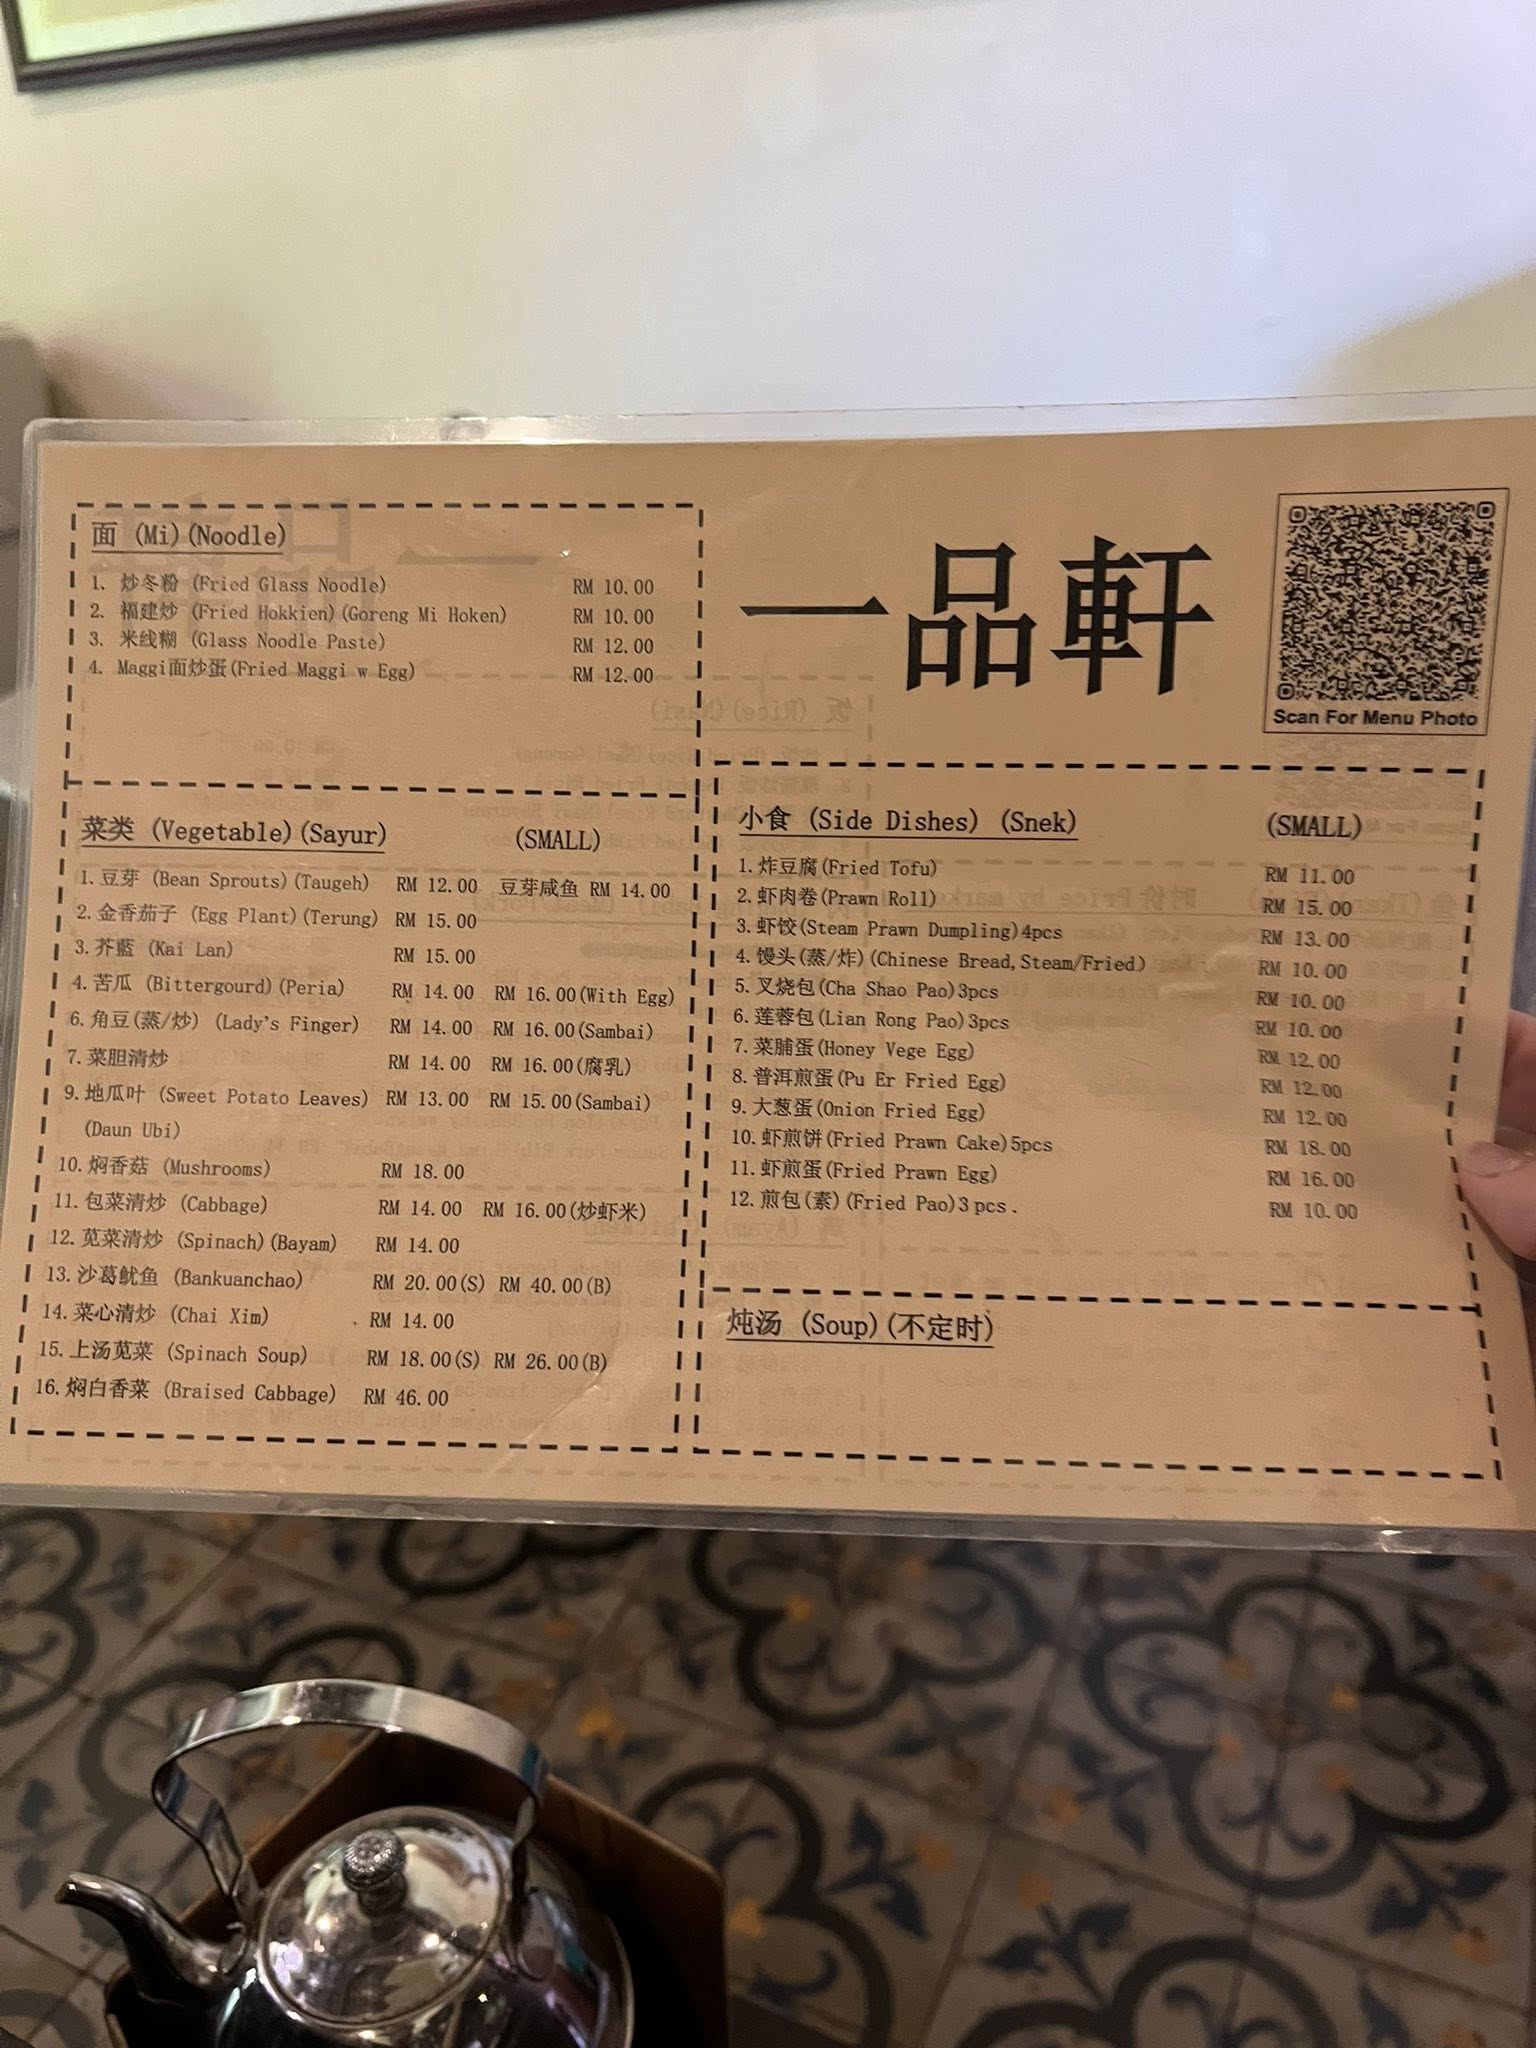 面 (Mi)(Noodle)
1. 炒冬粉 (Fried Glass Noodle) RM 10.00
2. 福建炒 (Fried Hokkien)(Goreng Mi Hoken) RM 10.00
3. 米线糊 (Glass Noodle Paste) RM 12.00
4. Maggi面炒蛋(Fried Maggi w Egg) RM 12.00
一品軒
Scan For Menu Photo
菜类 (Vegetable)(Sayur) (SMALL)
1.豆芽 (Bean Sprouts)(Taugeh) RM 12.00 豆芽咸鱼 RM 14.00
2.金香茄子 (Egg Plant)(Terung) RM 15.00
3.芥藍 (Kai Lan) RM 15.00
4.苦瓜 (Bittergourd)(Peria) RM 14.00 RM 16.00(With Egg)
6.角豆(蒸/炒) (Lady's Finger) RM 14.00 RM 16.00(Sambai)
7.菜胆清炒 RM 14.00 RM 16.00(腐乳)
9.地瓜叶 (Sweet Potato Leaves) RM 13.00 RM 15.00(Sambai)
(Daun Ubi)
10.焖香菇 (Mushrooms) RM 18.00
11.包菜清炒 (Cabbage) RM 14.00 RM 16.00(炒虾米)
12.苋菜清炒 (Spinach)(Bayam) RM 14.00
13.沙葛鱿鱼 (Bankuanchao) RM 20.00(S) RM 40.00(B)
14.菜心清炒 (Chai Xim) RM 14.00
15.上汤苋菜 (Spinach Soup) RM 18.00(S) RM 26.00(B)
16.焖白香菜 (Braised Cabbage) RM 46.00
小食 (Side Dishes) (Snek) (SMALL)
1.炸豆腐(Fried Tofu) RM 11.00
2.虾肉卷(Prawn Roll) RM 15.00
3.虾饺(Steam Prawn Dumpling)4pcs RM 13.00
4.馒头(蒸/炸)(Chinese Bread,Steam/Fried) RM 10.00
5.叉烧包(Cha Shao Pao)3pcs RM 10.00
6.莲蓉包(Lian Rong Pao)3pcs RM 10.00
7.菜脯蛋(Honey Vege Egg) RM 12.00
8.普洱煎蛋(Pu Er Fried Egg) RM 12.00
9.大葱蛋(Onion Fried Egg) RM 12.00
10.虾煎饼(Fried Prawn Cake)5pcs RM 18.00
11.虾煎蛋(Fried Prawn Egg) RM 16.00
12.煎包(素)(Fried Pao)3 pcs. RM 10.00
炖汤 (Soup)(不定时)